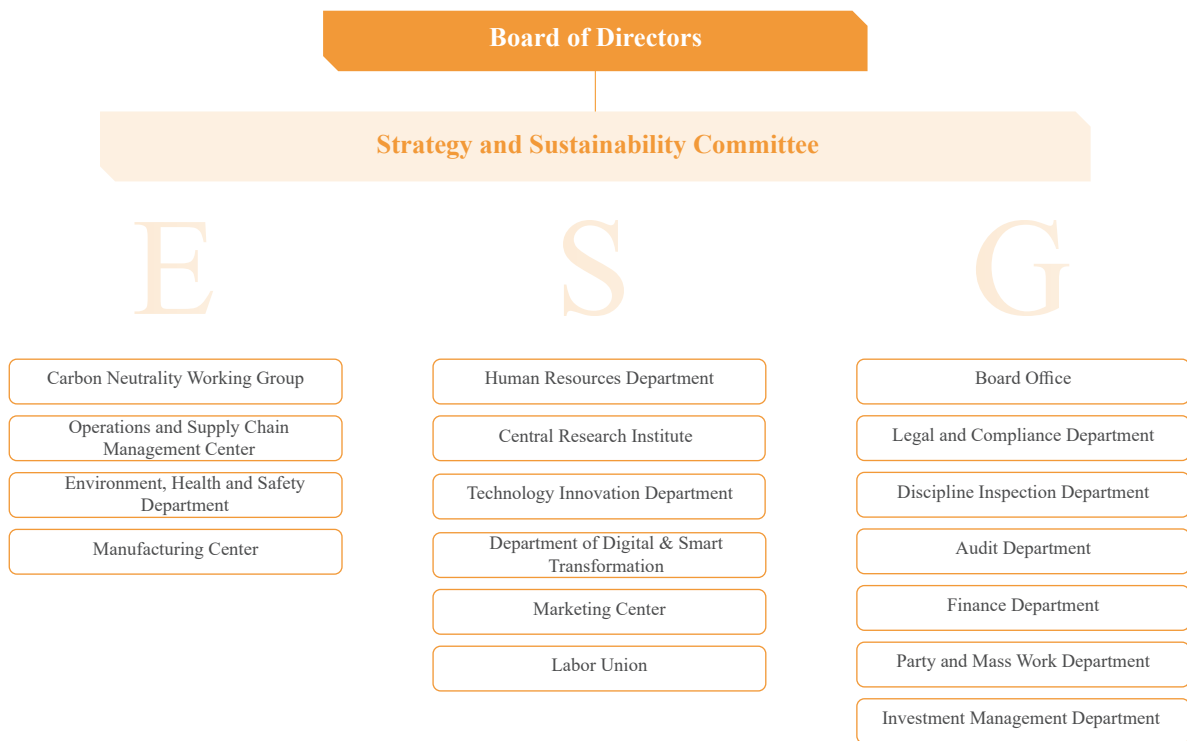 Board of Directors
Strategy and Sustainability Committee
E
S
G
Carbon Neutrality Working Group
Operations and Supply Chain
Management Center
Environment, Health and Safety
Department
Manufacturing Center
Human Resources Department
Central Research Institute
Technology Innovation Department
Department of Digital & Smart
Transformation
Marketing Center
Labor Union
Board Office
Legal and Compliance Department
Discipline Inspection Department
Audit Department
Finance Department
Party and Mass Work Department
Investment Management Department